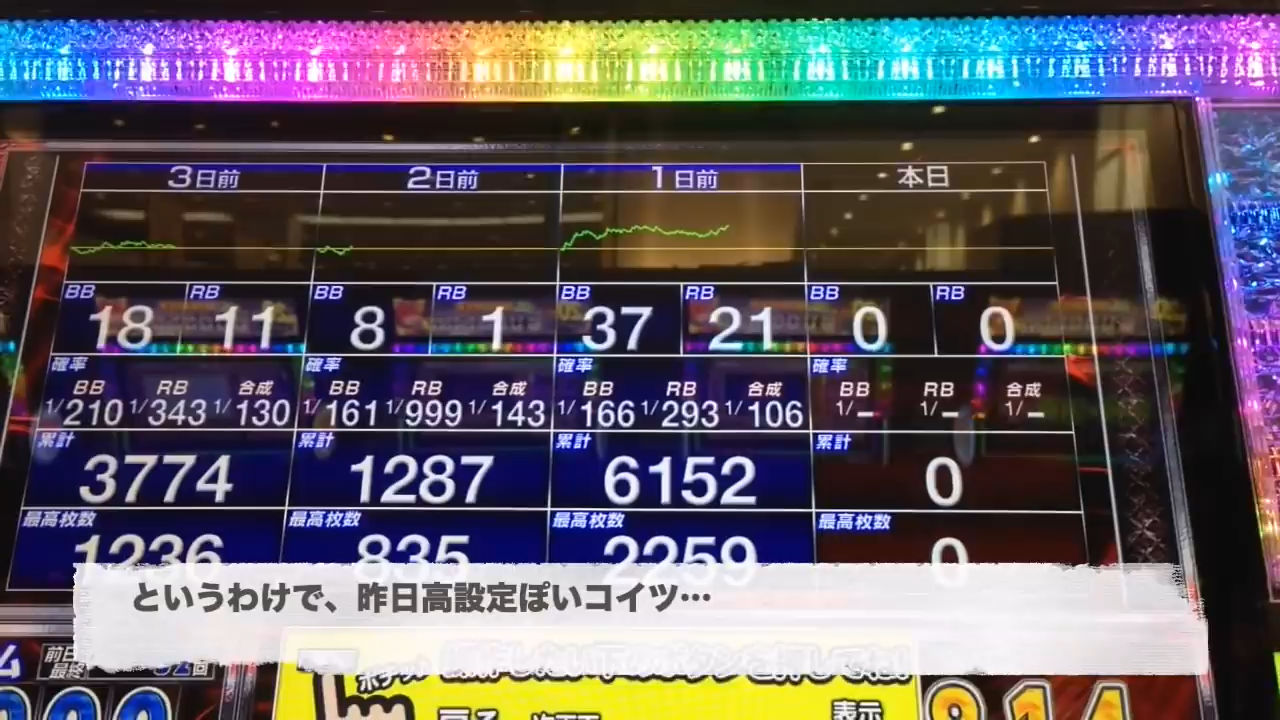 3日前 2日前 1日前 本日
BB 18 RB 11 BB 8 RB 1 BB 37 RB 21 BB 0 RB 0
確率 確率 確率 確率
BB RB 合成 BB RB 合成 BB RB 合成 BB RB 合成
1/210 1/343 1/130 1/161 1/999 1/143 1/166 1/293 1/106 1/- 1/- 1/-
累計 累計 累計 累計
3774 1287 6152 0
最高枚数 最高枚数 最高枚数 最高枚数
1236 835 2259 0
というわけで、昨日高設定ぽいコイツ…
表示